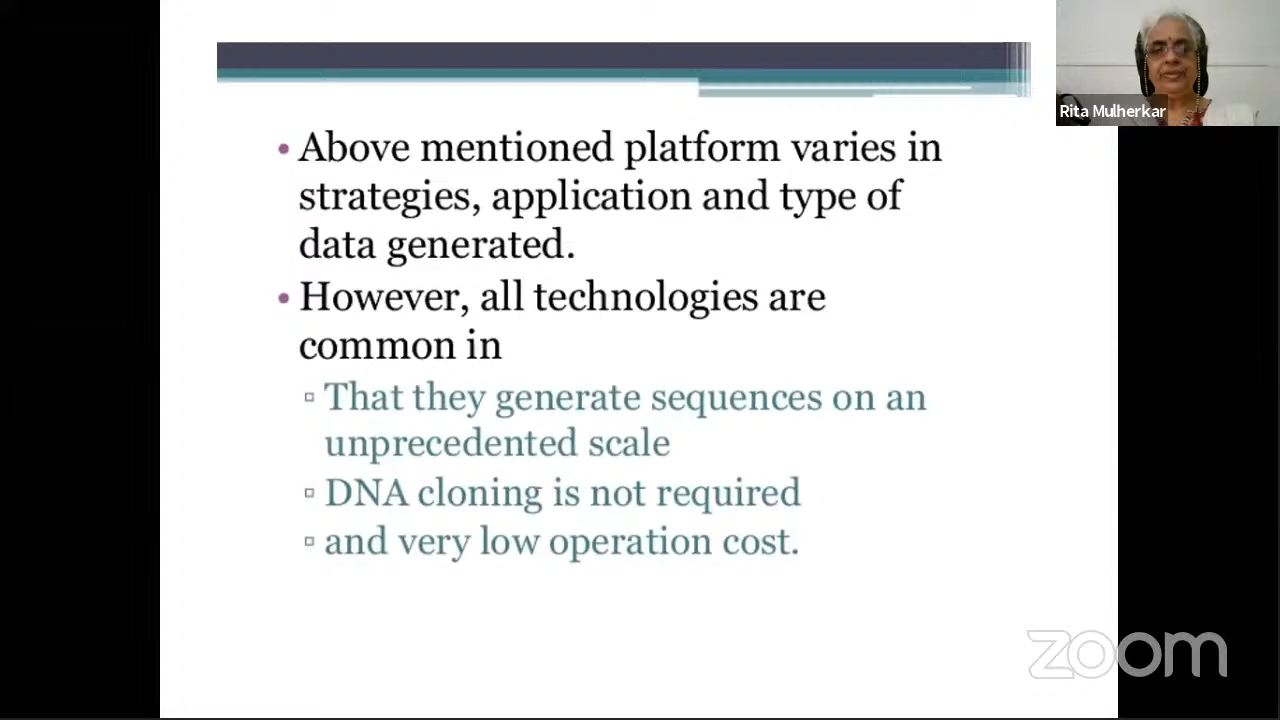 Rita Mulherkar
• Above mentioned platform varies in
strategies, application and type of
data generated.
• However, all technologies are
common in
▫ That they generate sequences on an
unprecedented scale
▫ DNA cloning is not required
▫ and very low operation cost.
zoom